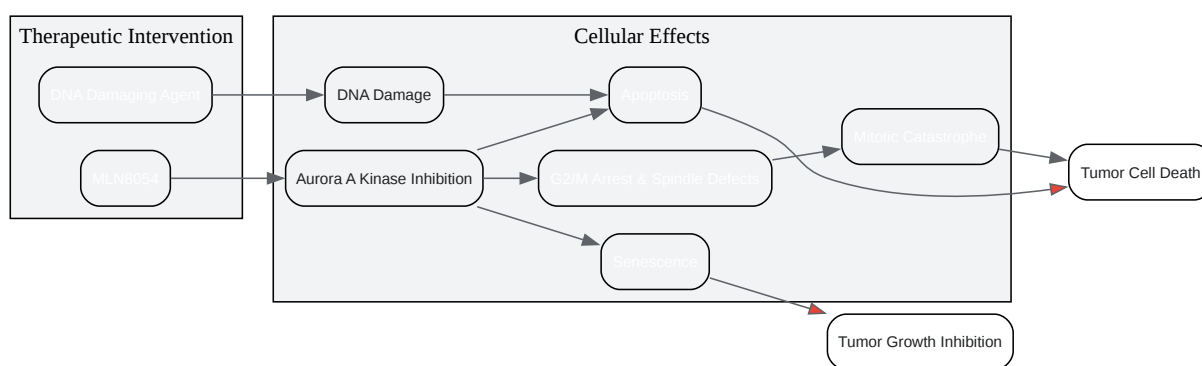 Therapeutic Intervention
Cellular Effects
DNA Damaging Agent
DNA Damage
Apoptosis
Mitotic Catastrophe
MLN8054
Aurora A Kinase Inhibition
G2/M Arrest & Spindle Defects
Tumor Cell Death
Senescence
Tumor Growth Inhibition